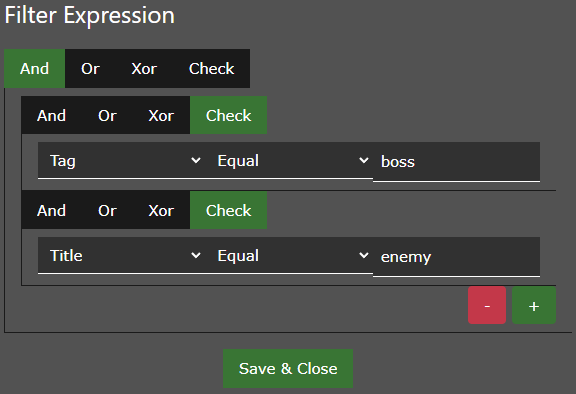 Filter Expression
And Or Xor Check
And Or Xor Check
Tag Equal boss
And Or Xor Check
Title Equal enemy
- +
Save & Close